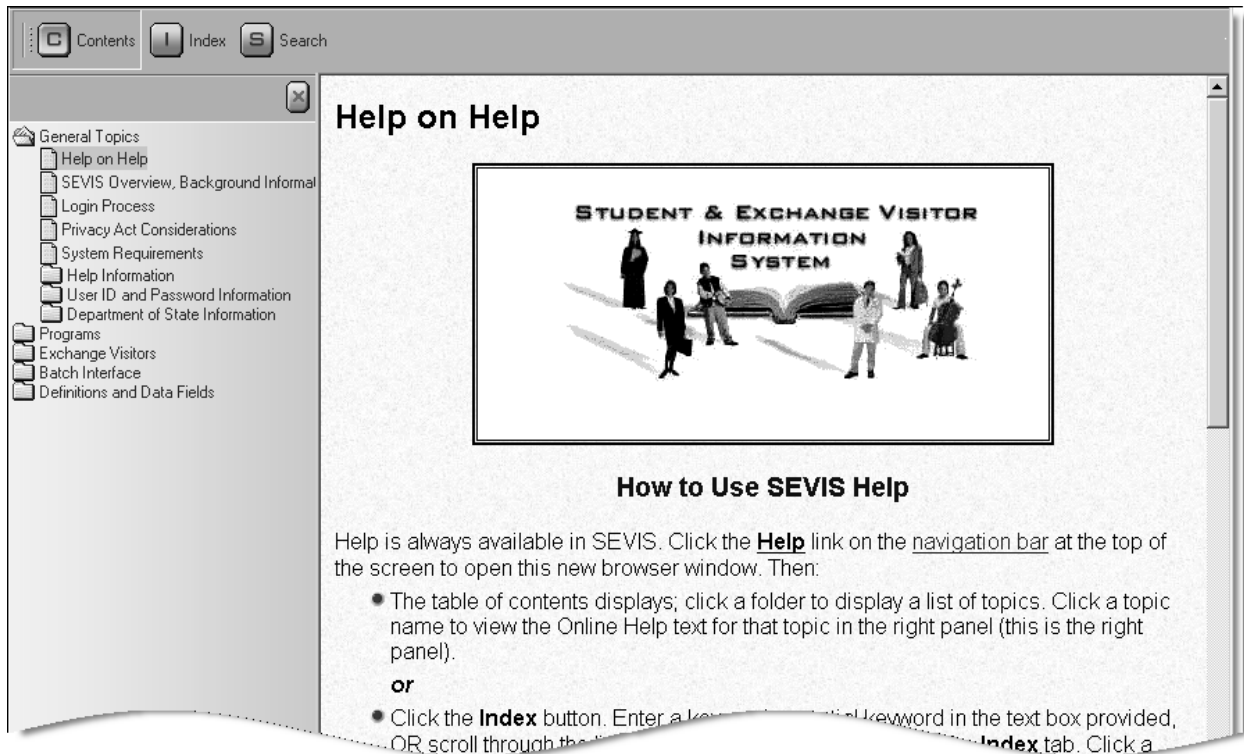 C Contents I Index S Search
General Topics
Help on Help
SEVIS Overview, Background Informat
Login Process
Privacy Act Considerations
System Requirements
Help Information
User ID and Password Information
Department of State Information
Programs
Exchange Visitors
Batch Interface
Definitions and Data Fields
Help on Help
STUDENT & EXCHANGE VISITOR
INFORMATION
SYSTEM
How to Use SEVIS Help
Help is always available in SEVIS. Click the Help link on the navigation bar at the top of
the screen to open this new browser window. Then:
The table of contents displays; click a folder to display a list of topics. Click a topic
name to view the Online Help text for that topic in the right panel (this is the right
panel).
or
Click the Index button. Enter a keyword in the text box provided,
OR scroll through the Index tab. Click a